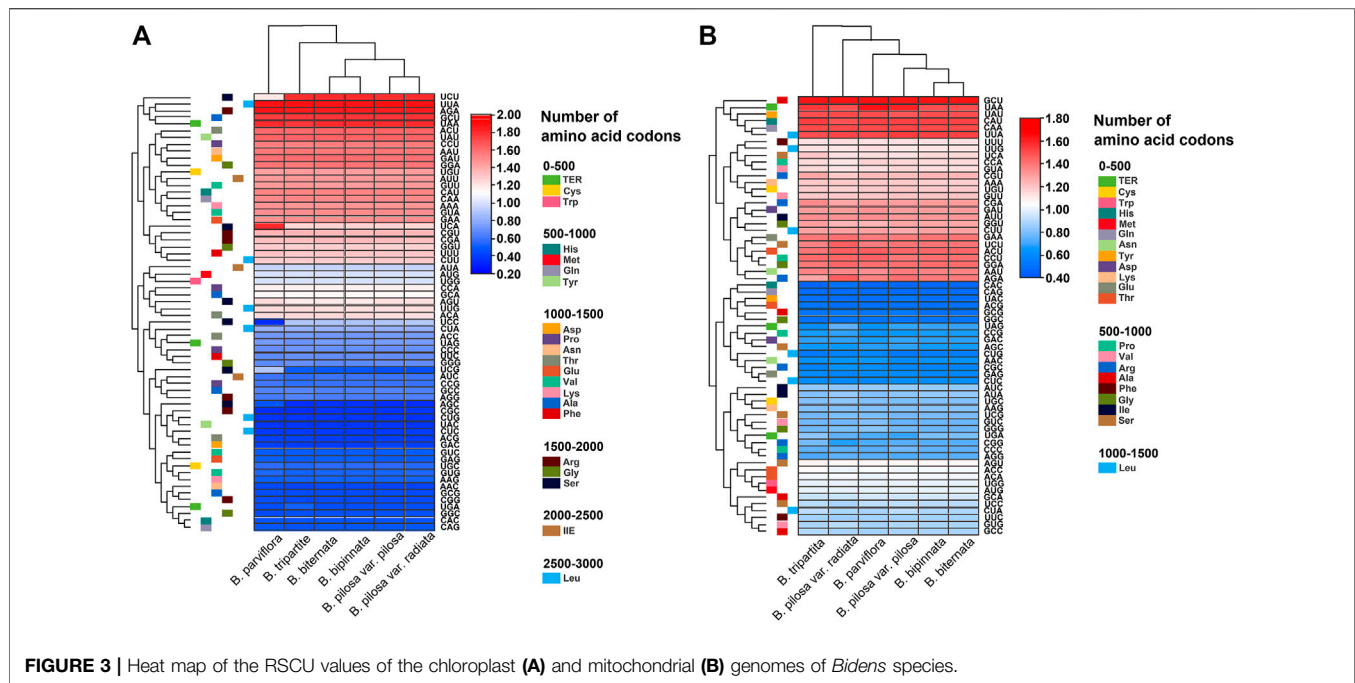 A
UCU
UUA
AGA
GCU
UAA
ACU
UAU
CCU
AAU
GAU
GGA
UGU
AUU
GUU
CAU
CAA
AAA
GUA
GAA
UCA
CGU
CGA
GGU
UUU
CUU
AUA
AUG
UGG
CCA
GCA
AGU
UUG
ACA
UCC
CUA
ACC
UAG
CCC
UUC
GGG
UCG
AUC
CCG
GCC
AGG
AGC
CGC
CUG
UAC
CUC
ACG
GAC
GUC
GAG
UGC
GUG
AAG
AAC
GCG
CGG
UGA
GGC
CAC
CAG
B. parviflora
B. tripartite
B. biternata
B. bipinnata
B. pilosa var. pilosa
B. pilosa var. radiata
2.00
1.80
1.60
1.40
1.20
1.00
0.80
0.60
0.40
0.20
Number of
amino acid codons
0-500
TER
Cys
Trp
500-1000
His
Met
Gln
Tyr
1000-1500
Asp
Pro
Asn
Thr
Glu
Val
Lys
Ala
Phe
1500-2000
Arg
Gly
Ser
2000-2500
IIE
2500-3000
Leu
B
GCU
UAA
UAU
CAU
CAA
UUA
UUU
UUG
UCA
CCA
GUA
CGU
AAA
UGU
GUU
CGA
GAU
AUU
GGU
CUU
GAA
UCU
ACU
CCU
GGA
AAU
AGA
CAC
CAG
UAC
ACG
GCG
GGC
UAG
CCG
GAC
AGC
CUG
AAC
CGC
GAG
CUC
AUC
AUA
UGC
AAG
UCG
GUC
GGG
UGA
CGG
CCC
AGG
AGU
ACC
ACA
UGG
AUG
GCA
UCC
CUA
UUC
GUG
GCC
B. tripartita
B. pilosa var. radiata
B. parviflora
B. pilosa var. pilosa
B. bipinnata
B. biternata
1.80
1.60
1.40
1.20
1.00
0.80
0.60
0.40
Number of
amino acid codons
0-500
TER
Cys
Trp
His
Met
Gln
Asn
Tyr
Asp
Lys
Glu
Thr
500-1000
Pro
Val
Arg
Ala
Phe
Gly
Ile
Ser
1000-1500
Leu
FIGURE 3 | Heat map of the RSCU values of the chloroplast (A) and mitochondrial (B) genomes of Bidens species.